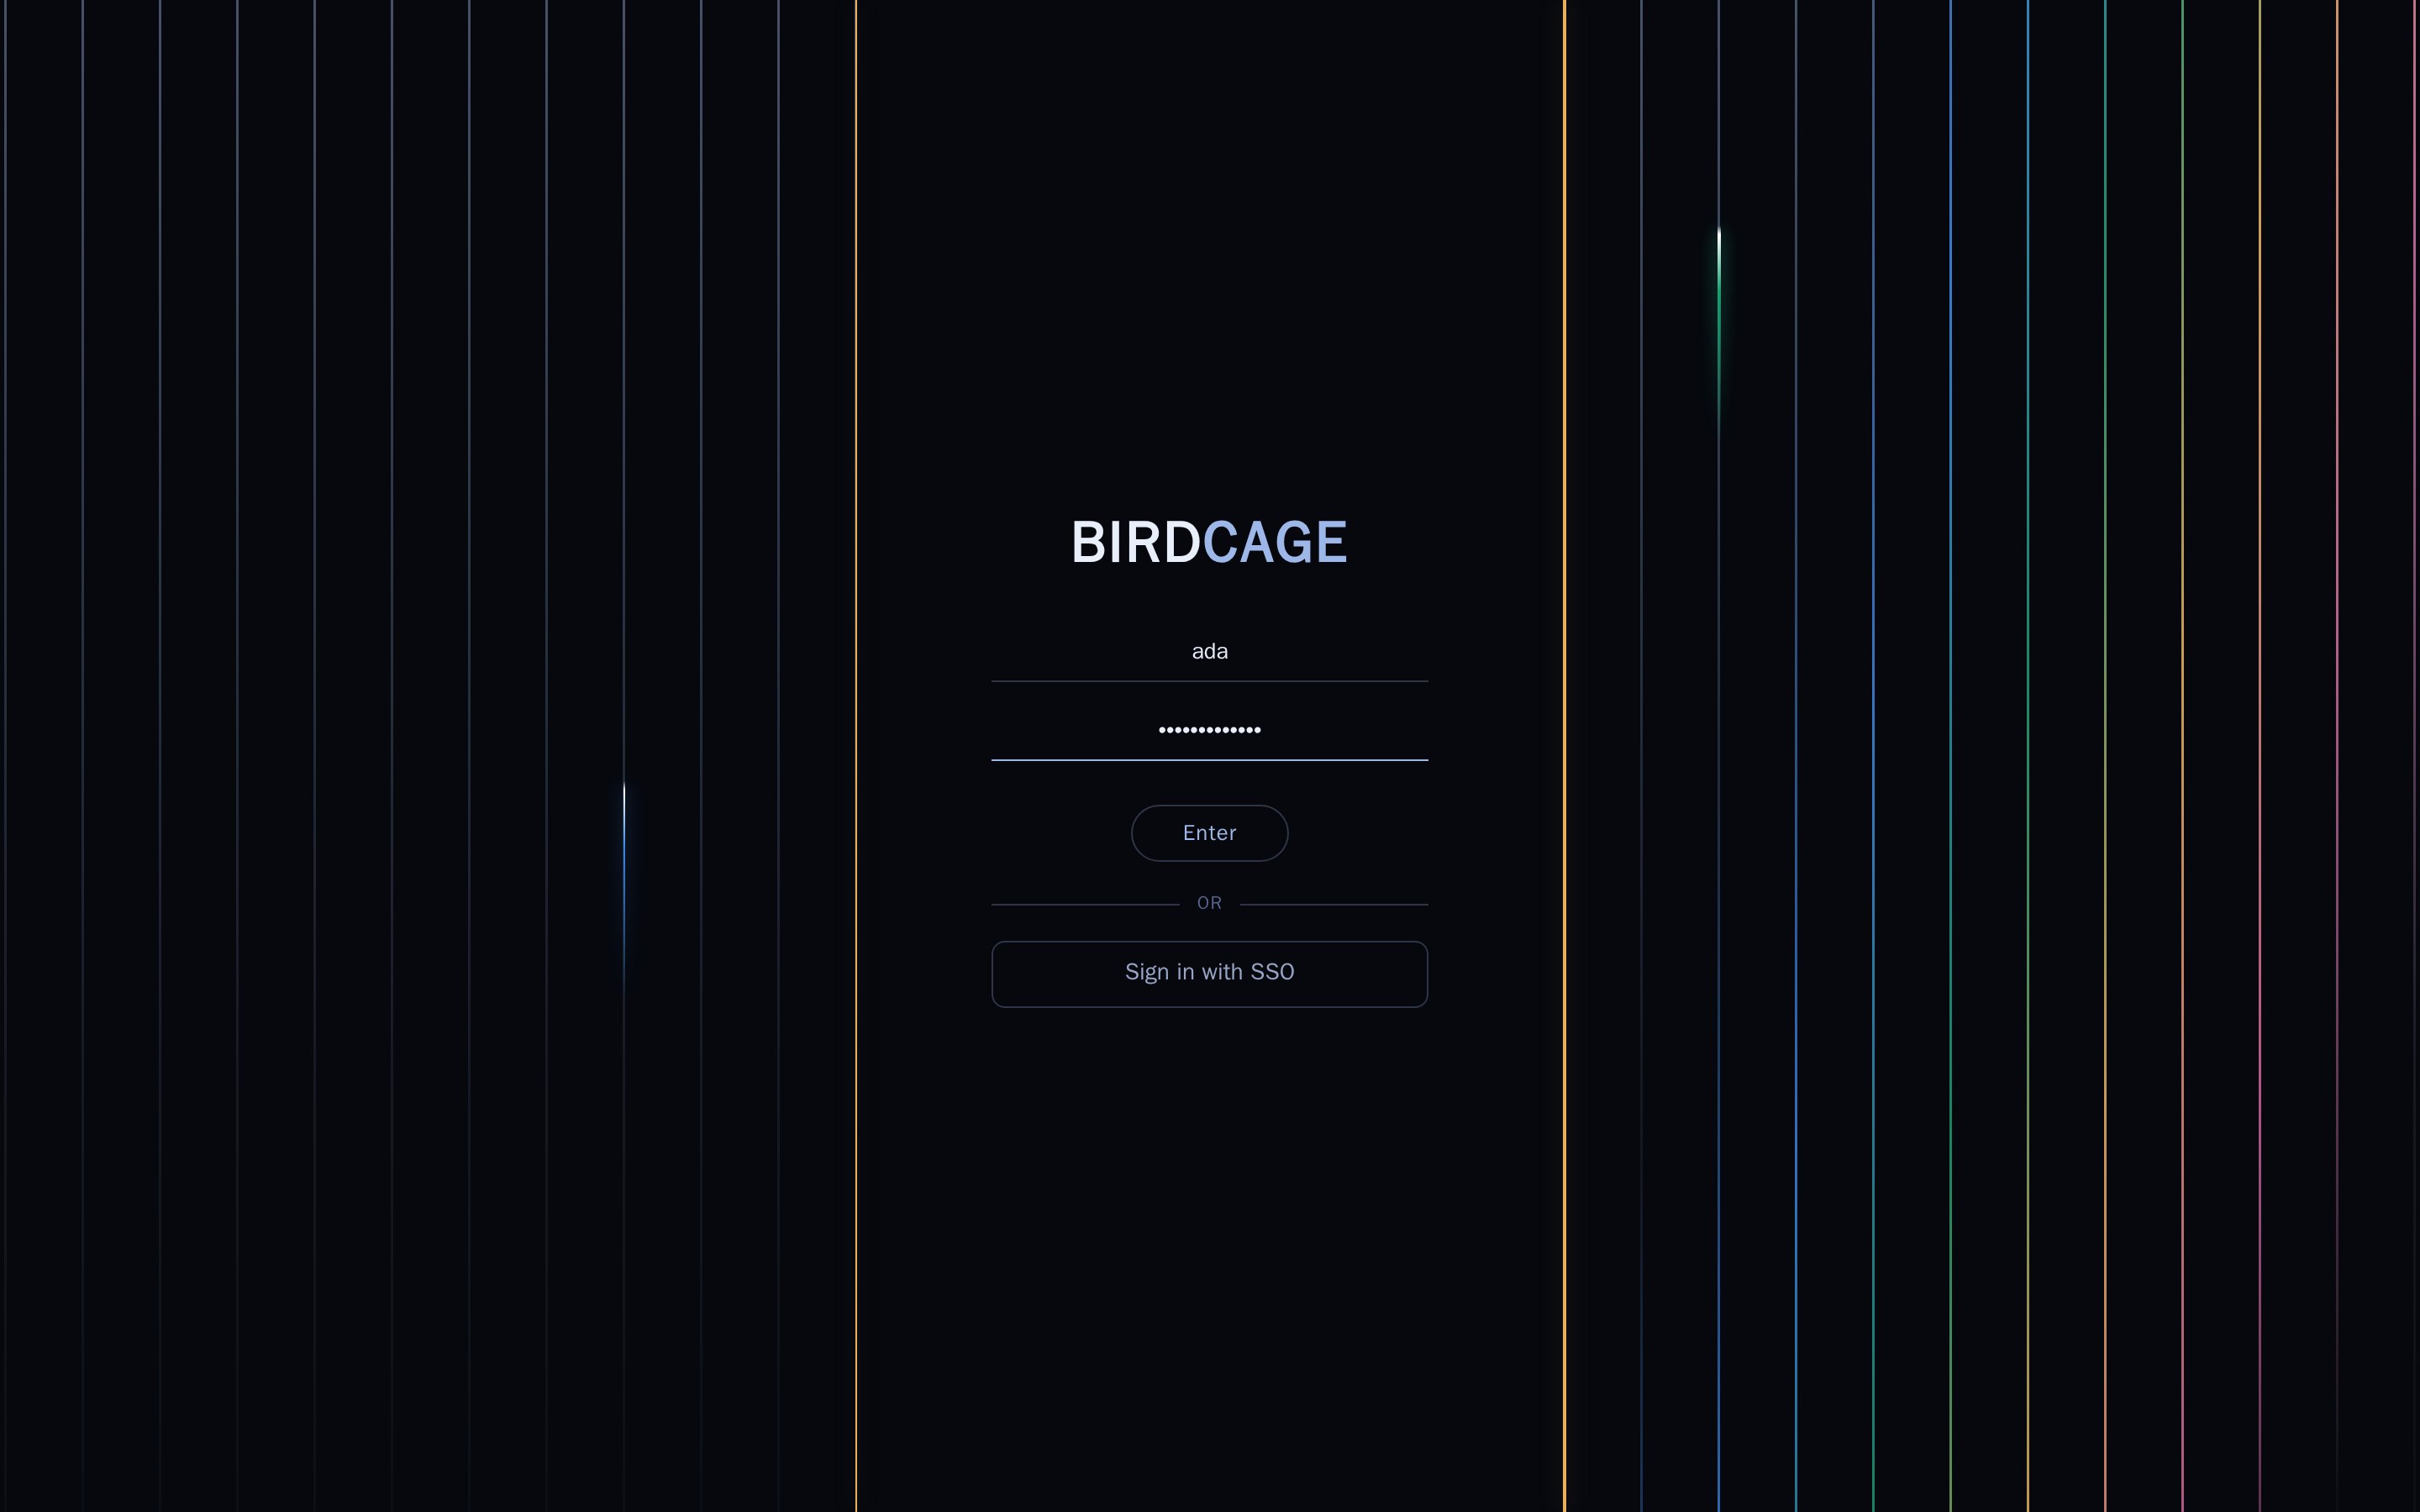 BIRDCAGE
ada
•••••••••••••
Enter
OR
Sign in with SSO